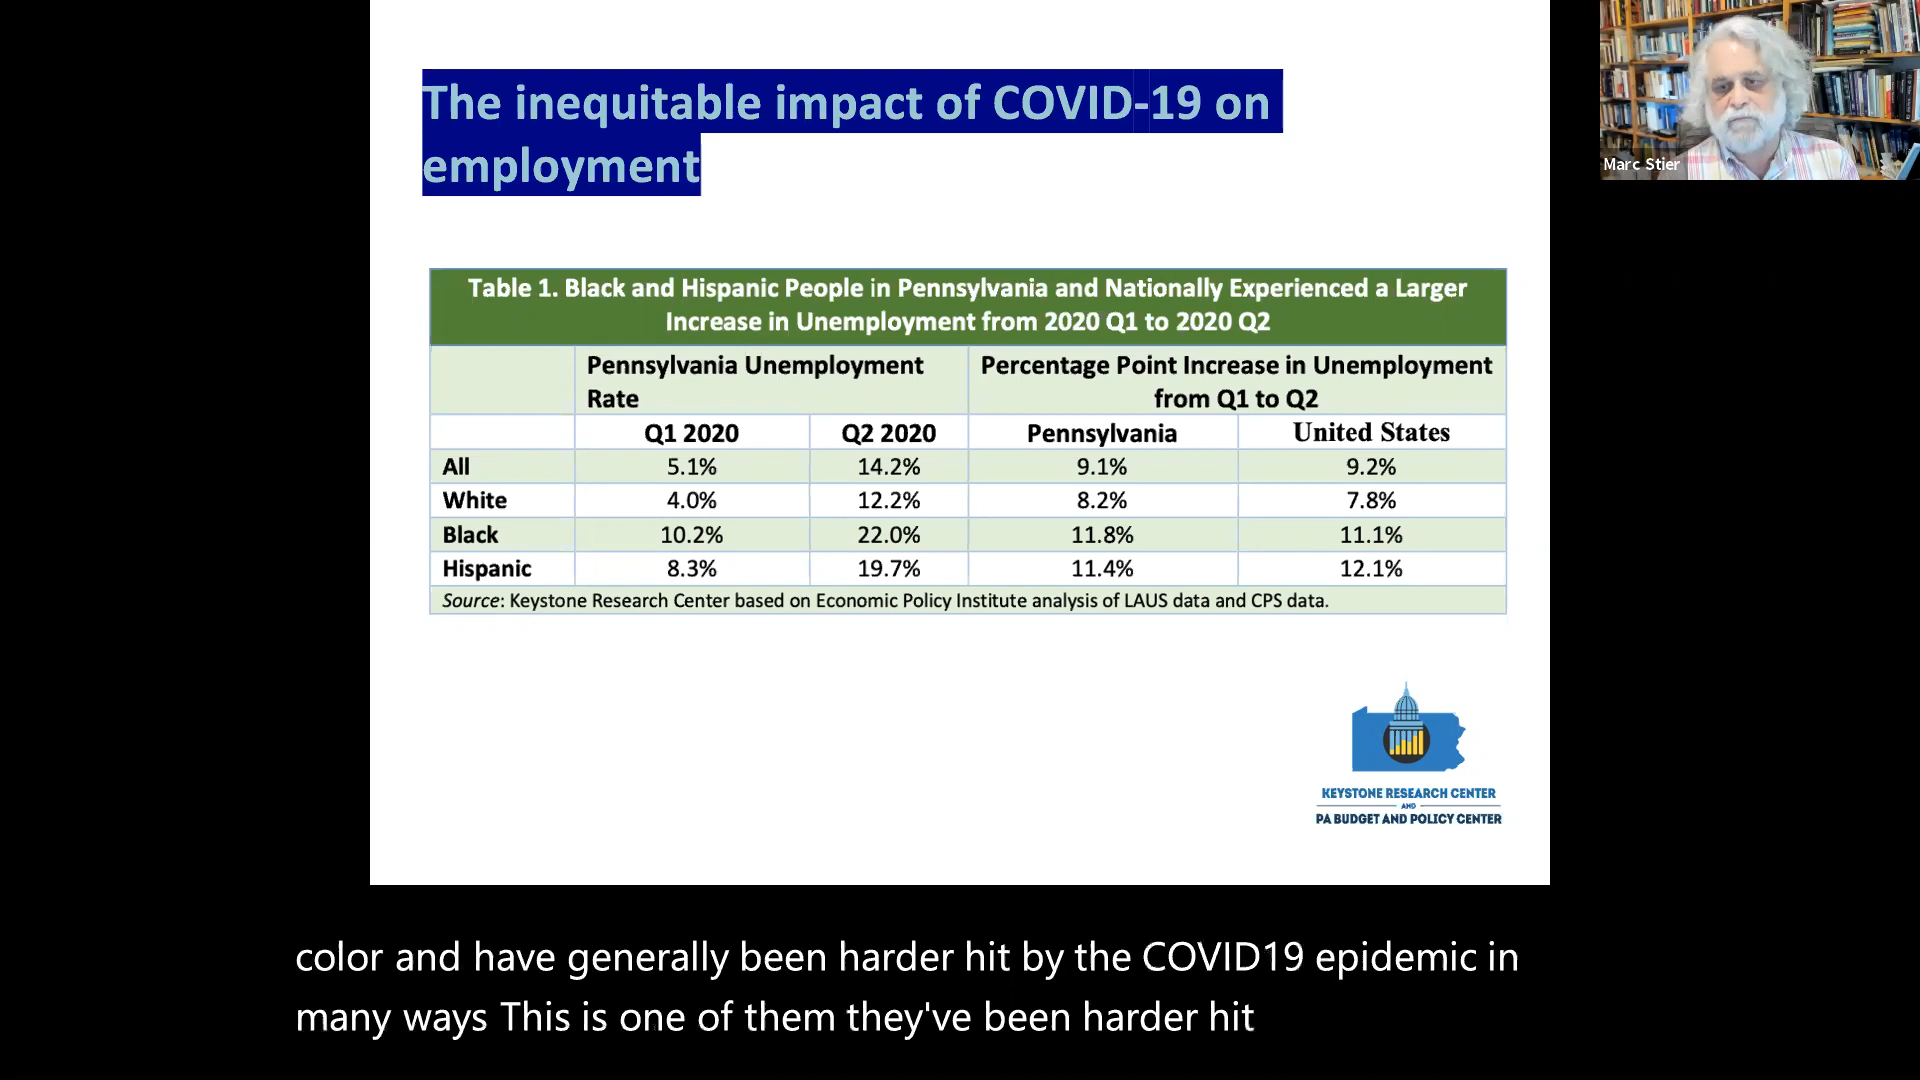 The inequitable impact of COVID-19 on
employment
Marc Stier
Table 1. Black and Hispanic People in Pennsylvania and Nationally Experienced a Larger
Increase in Unemployment from 2020 Q1 to 2020 Q2
Pennsylvania Unemployment
Rate
Percentage Point Increase in Unemployment
from Q1 to Q2
Q1 2020 Q2 2020 Pennsylvania United States
All 5.1% 14.2% 9.1% 9.2%
White 4.0% 12.2% 8.2% 7.8%
Black 10.2% 22.0% 11.8% 11.1%
Hispanic 8.3% 19.7% 11.4% 12.1%
Source: Keystone Research Center based on Economic Policy Institute analysis of LAUS data and CPS data.
KEYSTONE RESEARCH CENTER
AND
PA BUDGET AND POLICY CENTER
color and have generally been harder hit by the COVID19 epidemic in
many ways This is one of them they've been harder hit